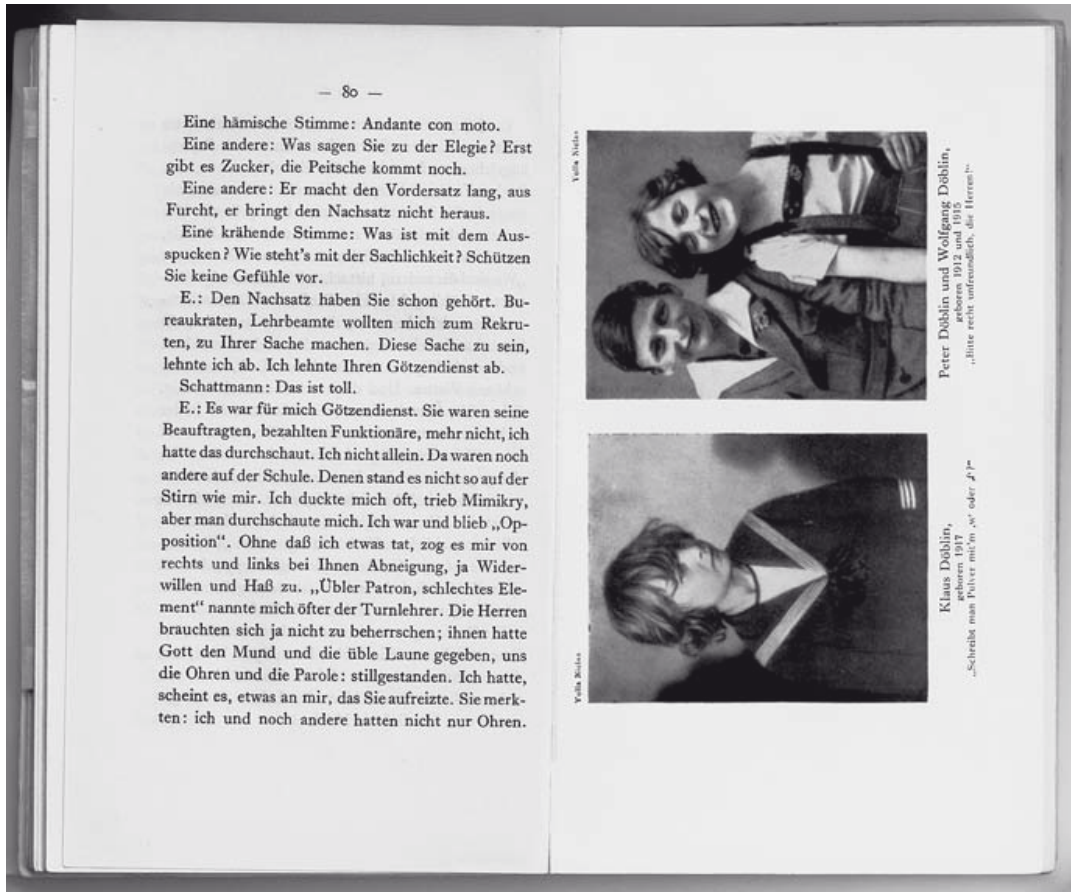 — 80 —
Eine hämische Stimme: Andante con moto.
Eine andere: Was sagen Sie zu der Elegie? Erst
gibt es Zucker, die Peitsche kommt noch.
Eine andere: Er macht den Vordersatz lang, aus
Furcht, er bringt den Nachsatz nicht heraus.
Eine krähende Stimme: Was ist mit dem Aus-
spucken? Wie steht's mit der Sachlichkeit? Schützen
Sie keine Gefühle vor.
E.: Den Nachsatz haben Sie schon gehört. Bu-
reaukraten, Lehrbeamte wollten mich zum Rekru-
ten, zu Ihrer Sache machen. Diese Sache zu sein,
lehnte ich ab. Ich lehnte Ihren Götzendienst ab.
Schattmann: Das ist toll.
E.: Es war für mich Götzendienst. Sie waren seine
Beauftragten, bezahlten Funktionäre, mehr nicht, ich
hatte das durchschaut. Ich nicht allein. Da waren noch
andere auf der Schule. Denen stand es nicht so auf der
Stirn wie mir. Ich duckte mich oft, trieb Mimikry,
aber man durchschaute mich. Ich war und blieb „Op-
position“. Ohne daß ich etwas tat, zog es mir von
rechts und links bei Ihnen Abneigung, ja Wider-
willen und Haß zu. „Übler Patron, schlechtes Ele-
ment“ nannte mich öfter der Turnlehrer. Die Herren
brauchten sich ja nicht zu beherrschen; ihnen hatte
Gott den Mund und die üble Laune gegeben, uns
die Ohren und die Parole: stillgestanden. Ich hatte,
scheint es, etwas an mir, das Sie aufreizte. Sie merk-
ten: ich und noch andere hatten nicht nur Ohren.
Yolla Niclas
Peter Döblin und Wolfgang Döblin,
geboren 1912 und 1915
„Bitte recht unfreundlich, die Herren!“
Yolla Niclas
Klaus Döblin,
geboren 1917
„Schreibt man Pulver mit'm ‚w‘ oder ‚f‘?“